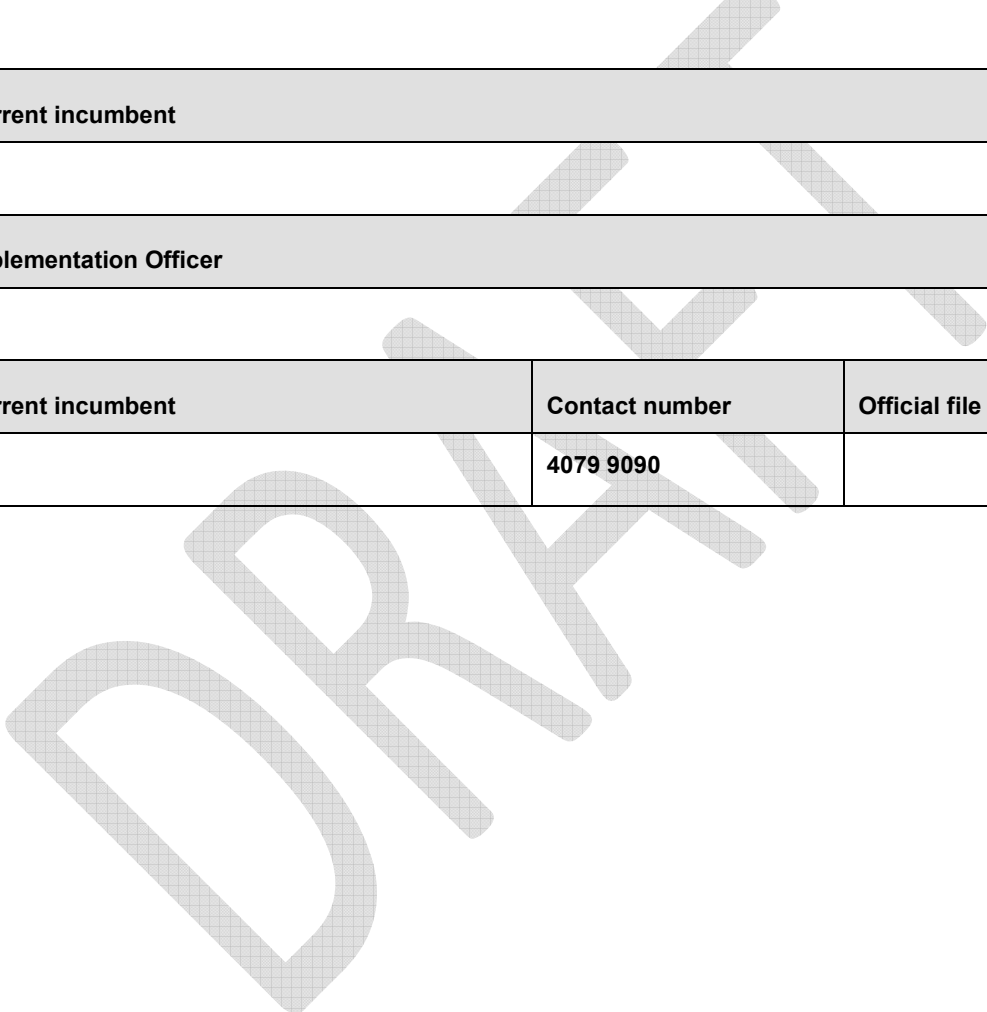 rrent incumbent
plementation Officer
rrent incumbent Contact number Official file
4079 9090
DRAFT